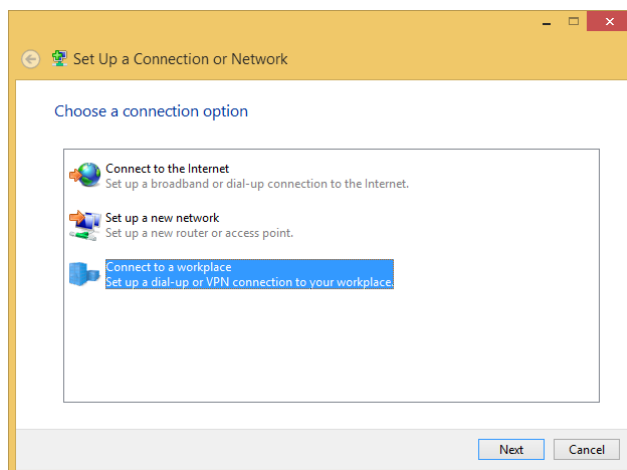 Set Up a Connection or Network
Choose a connection option
Connect to the Internet
Set up a broadband or dial-up connection to the Internet.
Set up a new network
Set up a new router or access point.
Connect to a workplace
Set up a dial-up or VPN connection to your workplace.
Next Cancel